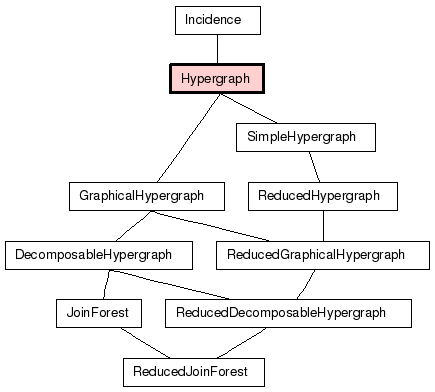 Incidence
Hypergraph
SimpleHypergraph
GraphicalHypergraph
ReducedHypergraph
DecomposableHypergraph
ReducedGraphicalHypergraph
JoinForest
ReducedDecomposableHypergraph
ReducedJoinForest